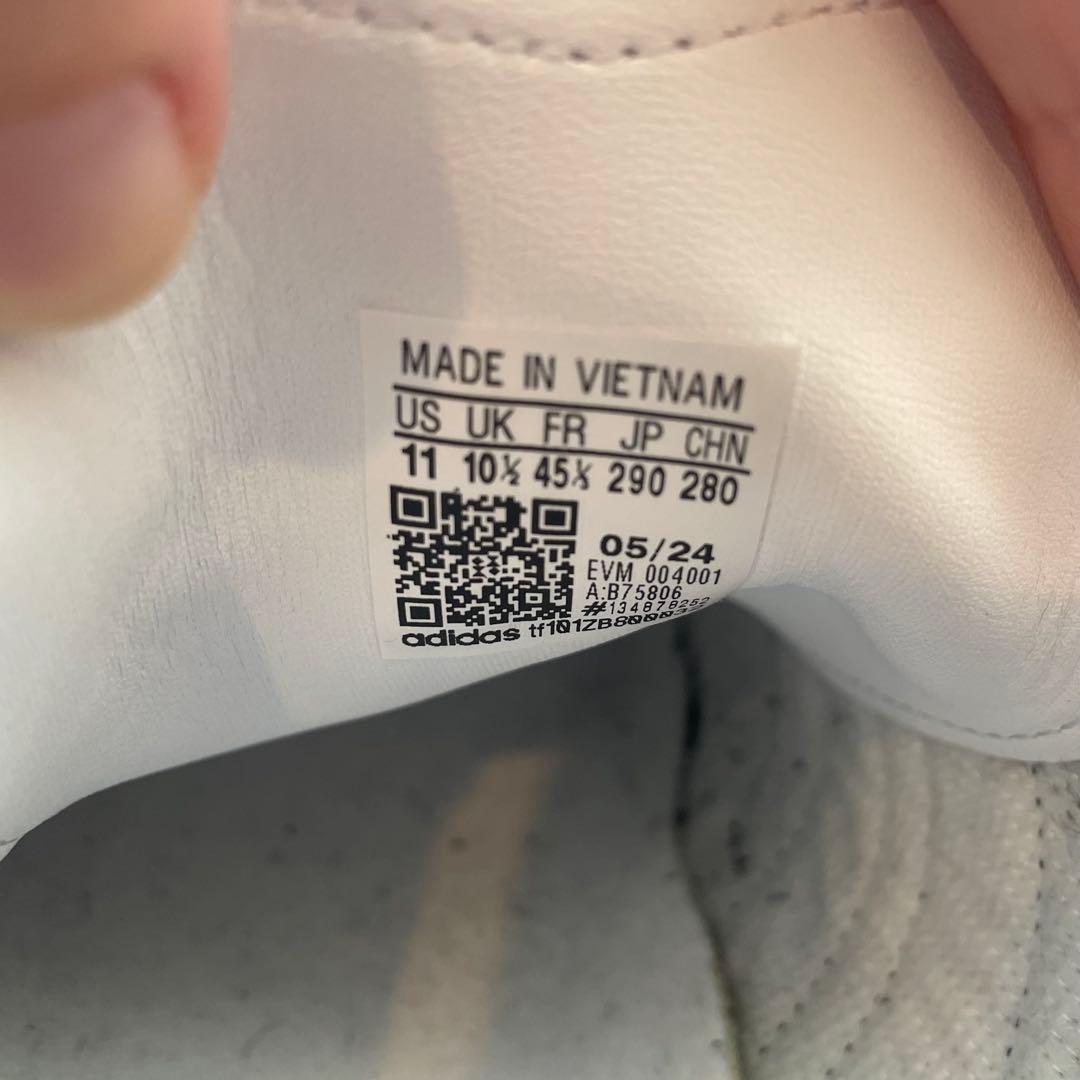 MADE IN VIETNAM
US UK FR JP CHN
11 10½ 45⅓ 290 280
05/24
EVM 004001
A:B75806
#134878252
adidas